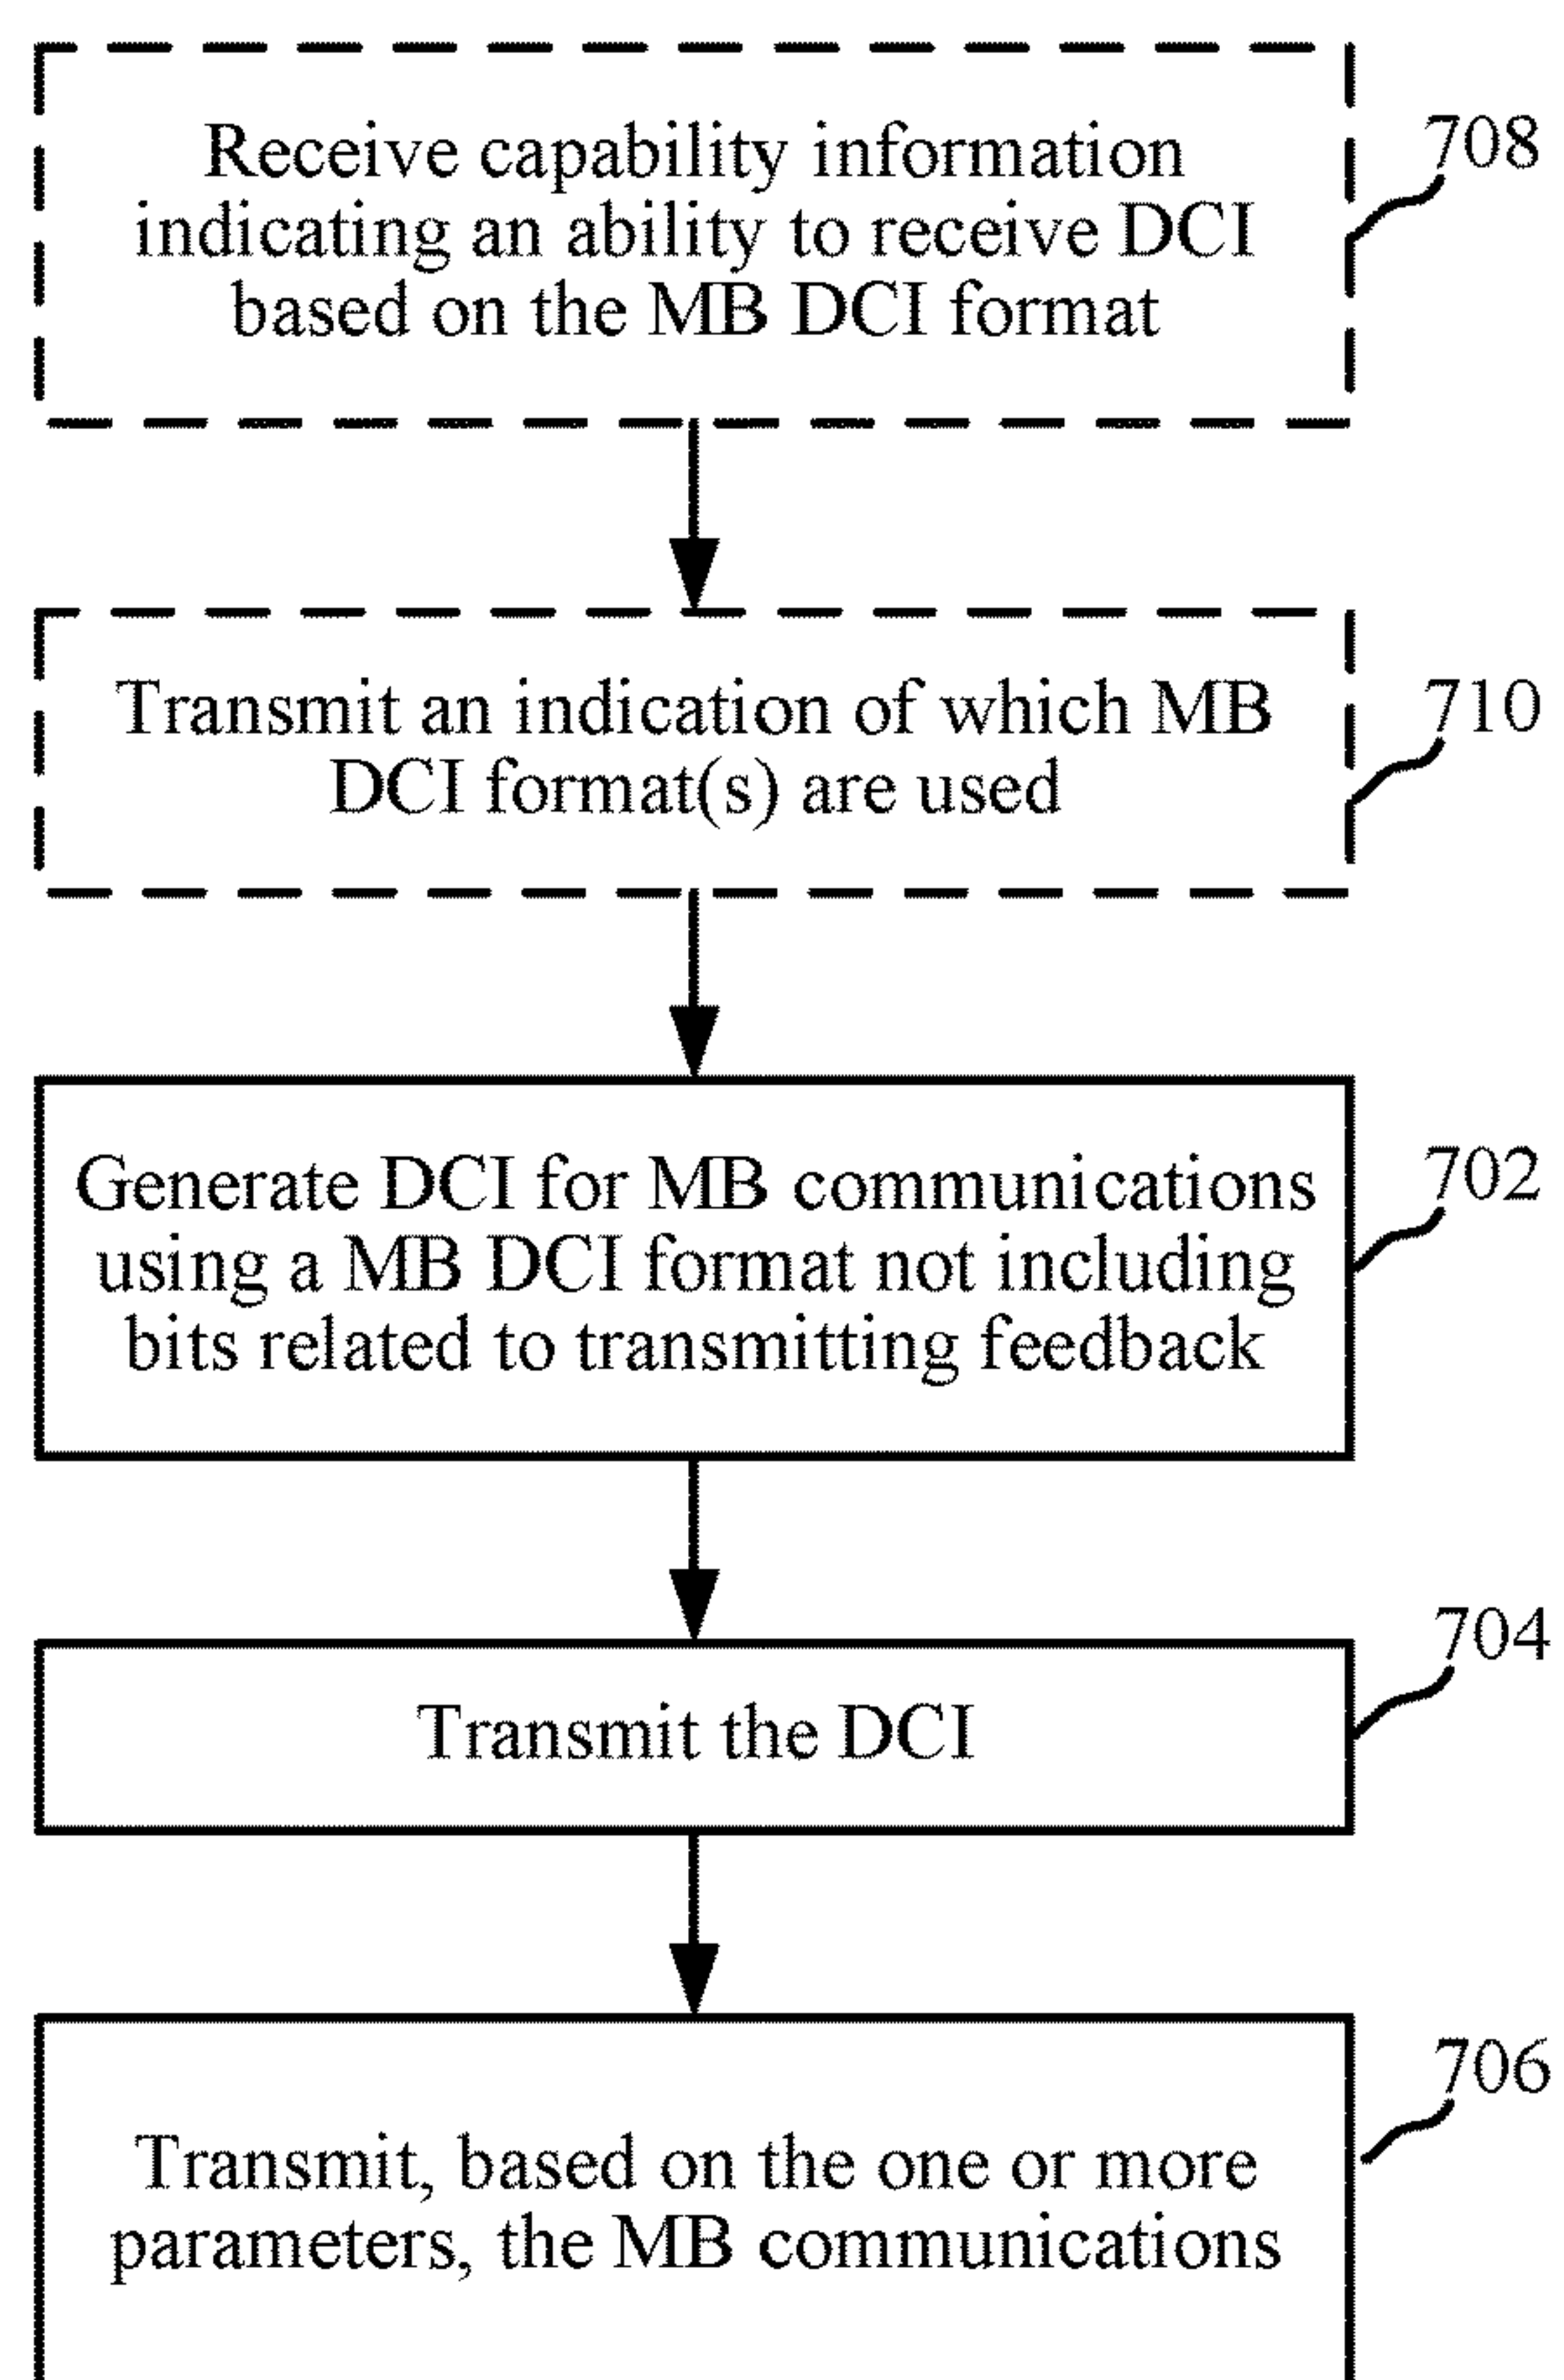 Receive capability information
708
indicating an ability to receive DCI
based on the MB DCI format
Transmit an indication of which MB
710
DCI format(s) are used
Generate DCI for MB communications
702
using a MB DCI format not including
bits related to transmitting feedback
704
Transmit the DCI
706
Transmit, based on the one or more
parameters, the MB communications